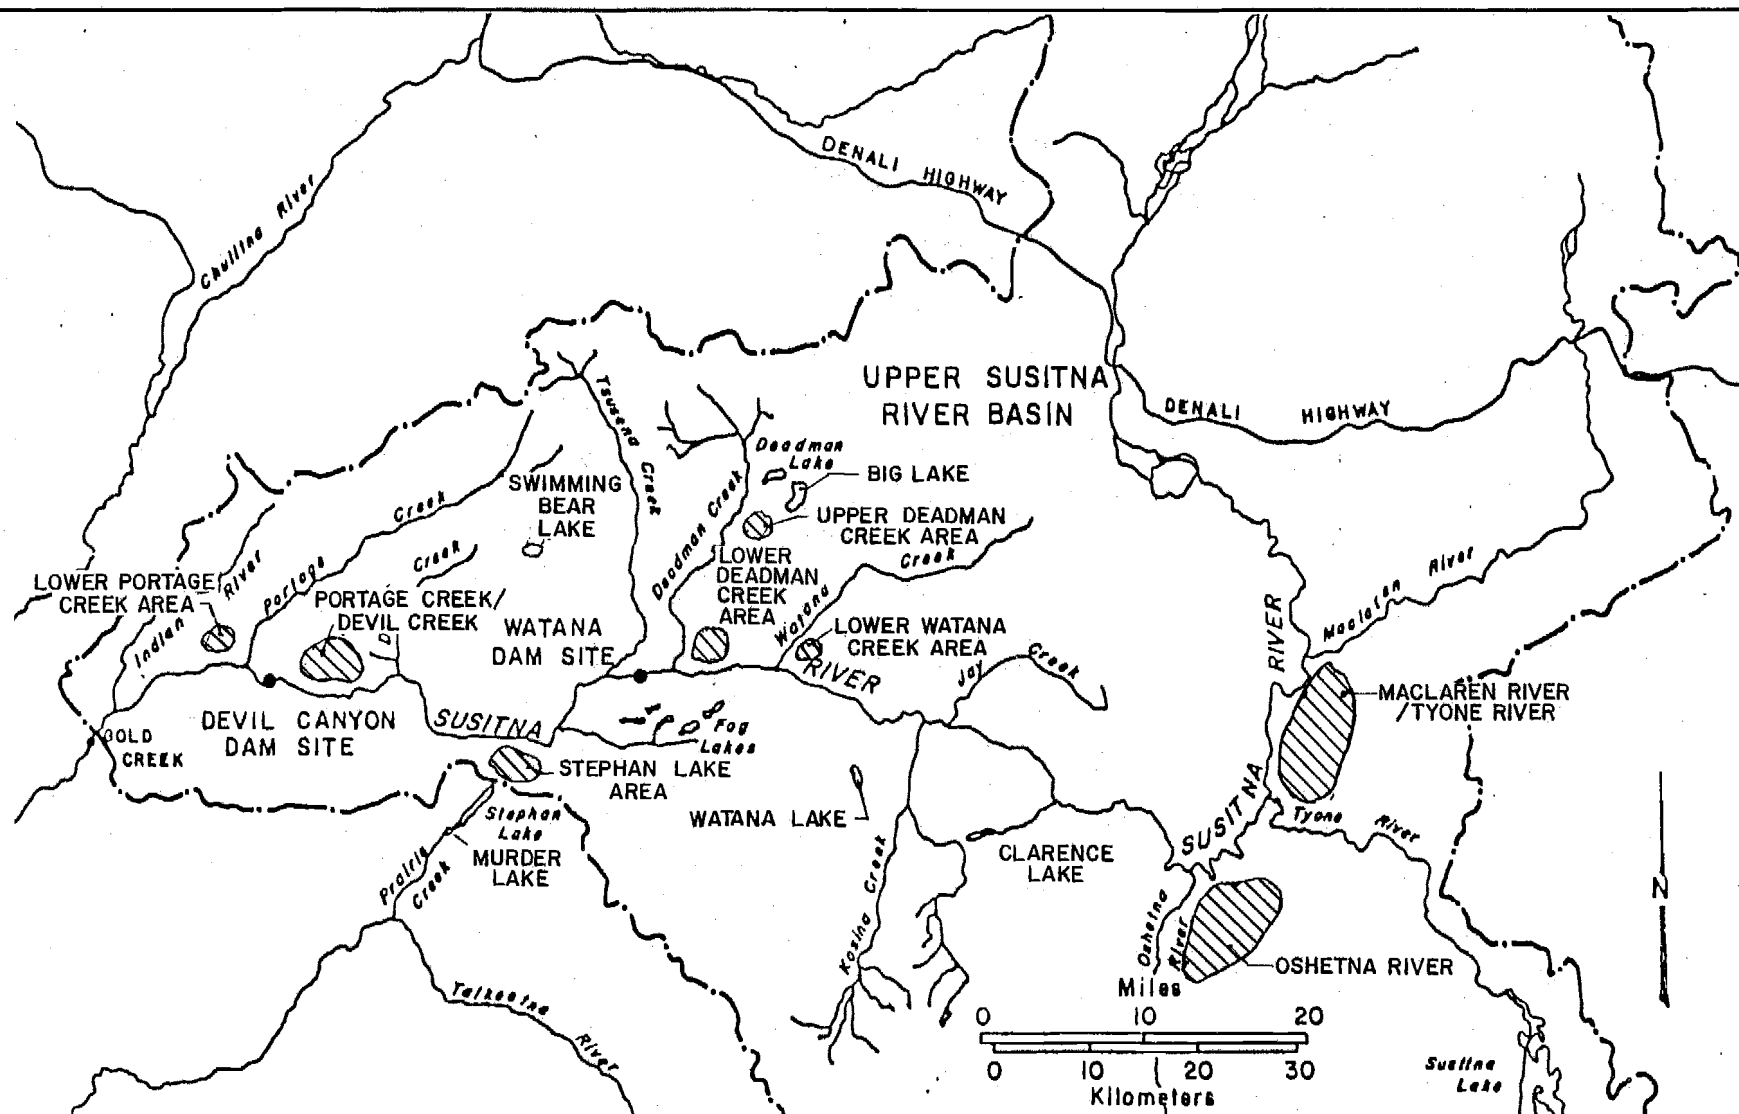 DENALI HIGHWAY
Chulitna River
UPPER SUSITNA
RIVER BASIN
DENALI HIGHWAY
Tsusena Creek
Deadman
Lake
BIG LAKE
SWIMMING
BEAR
LAKE
Portage Creek
Deadman Creek
UPPER DEADMAN
CREEK AREA
Creek
Watana Creek
LOWER
DEADMAN
CREEK
AREA
LOWER PORTAGE
CREEK AREA
Indian River
PORTAGE CREEK/
DEVIL CREEK
WATANA
DAM SITE
LOWER WATANA
CREEK AREA
Jay Creek
Maclaren River
MACLAREN RIVER
/TYONE RIVER
SUSITNA RIVER
SUSITNA RIVER
DEVIL CANYON
DAM SITE
GOLD
CREEK
Fog
Lakes
STEPHAN LAKE
AREA
Stephan
Lake
MURDER
LAKE
Prairie
Creek
WATANA LAKE
Kosina Creek
CLARENCE
LAKE
Tyone River
Oshetna
River
OSHETNA RIVER
Talkeetna River
N
Miles
0 10 20
0 10 20 30
Kilometers
Susitna
Lake